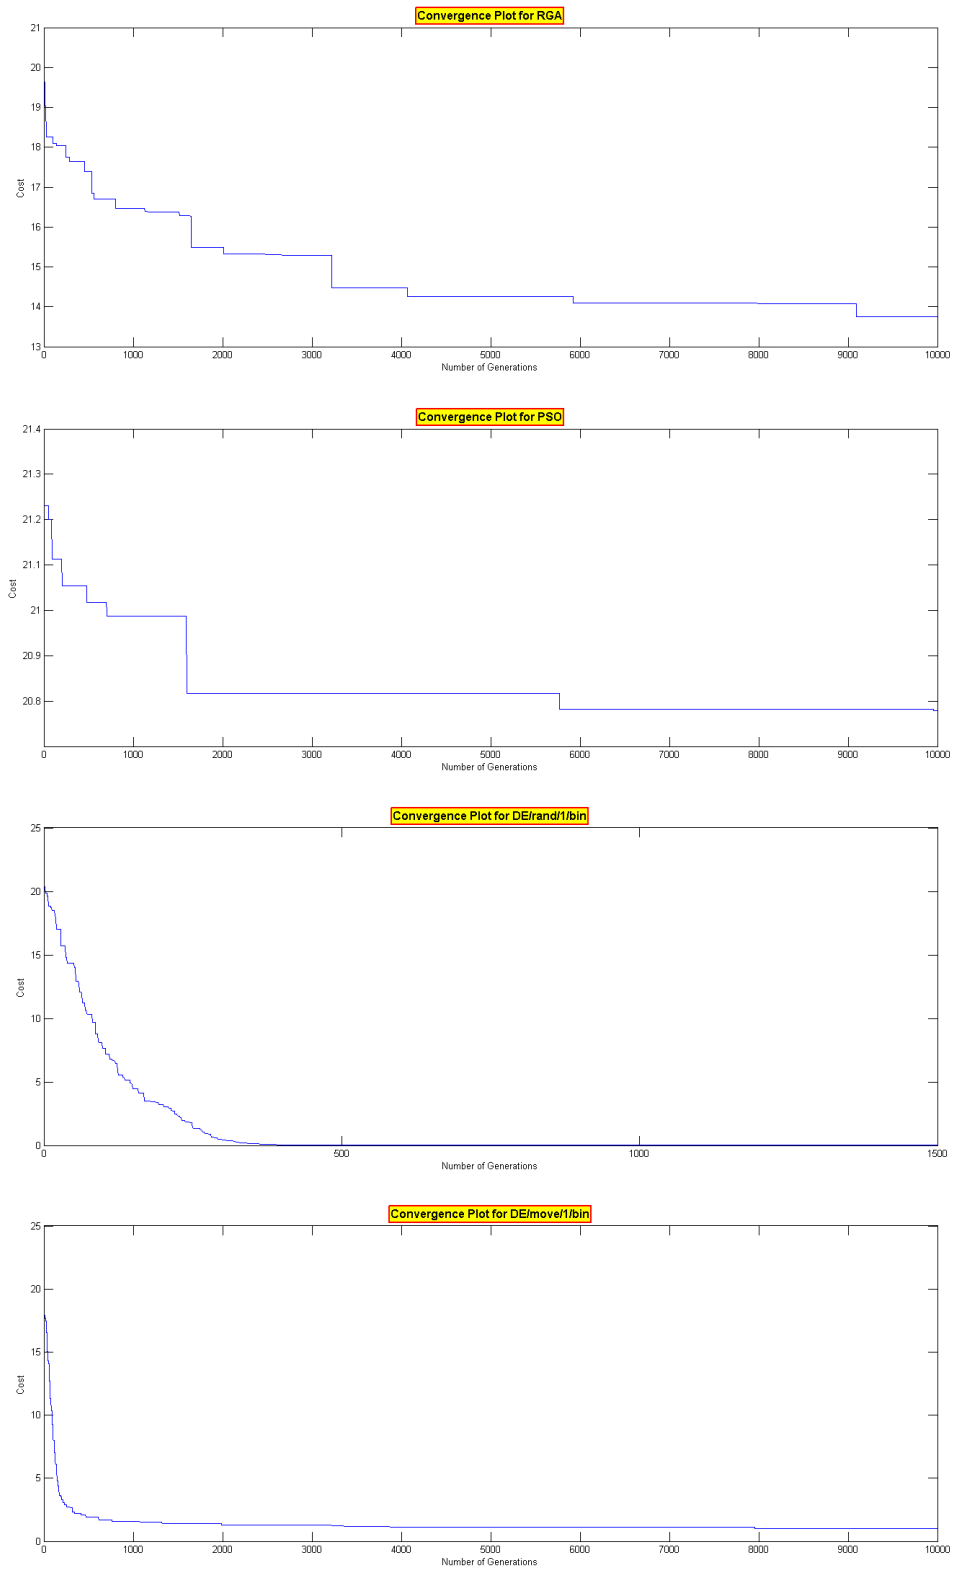 Convergence Plot for RGA
21
20
19
18
17
16
15
14
13
Cost
0 1000 2000 3000 4000 5000 6000 7000 8000 9000 10000
Number of Generations
Convergence Plot for PSO
21.4
21.3
21.2
21.1
21
20.9
20.8
Cost
0 1000 2000 3000 4000 5000 6000 7000 8000 9000 10000
Number of Generations
Convergence Plot for DE/rand/1/bin
25
20
15
10
5
0
Cost
0 500 1000 1500
Number of Generations
Convergence Plot for DE/move/1/bin
25
20
15
10
5
0
Cost
0 1000 2000 3000 4000 5000 6000 7000 8000 9000 10000
Number of Generations